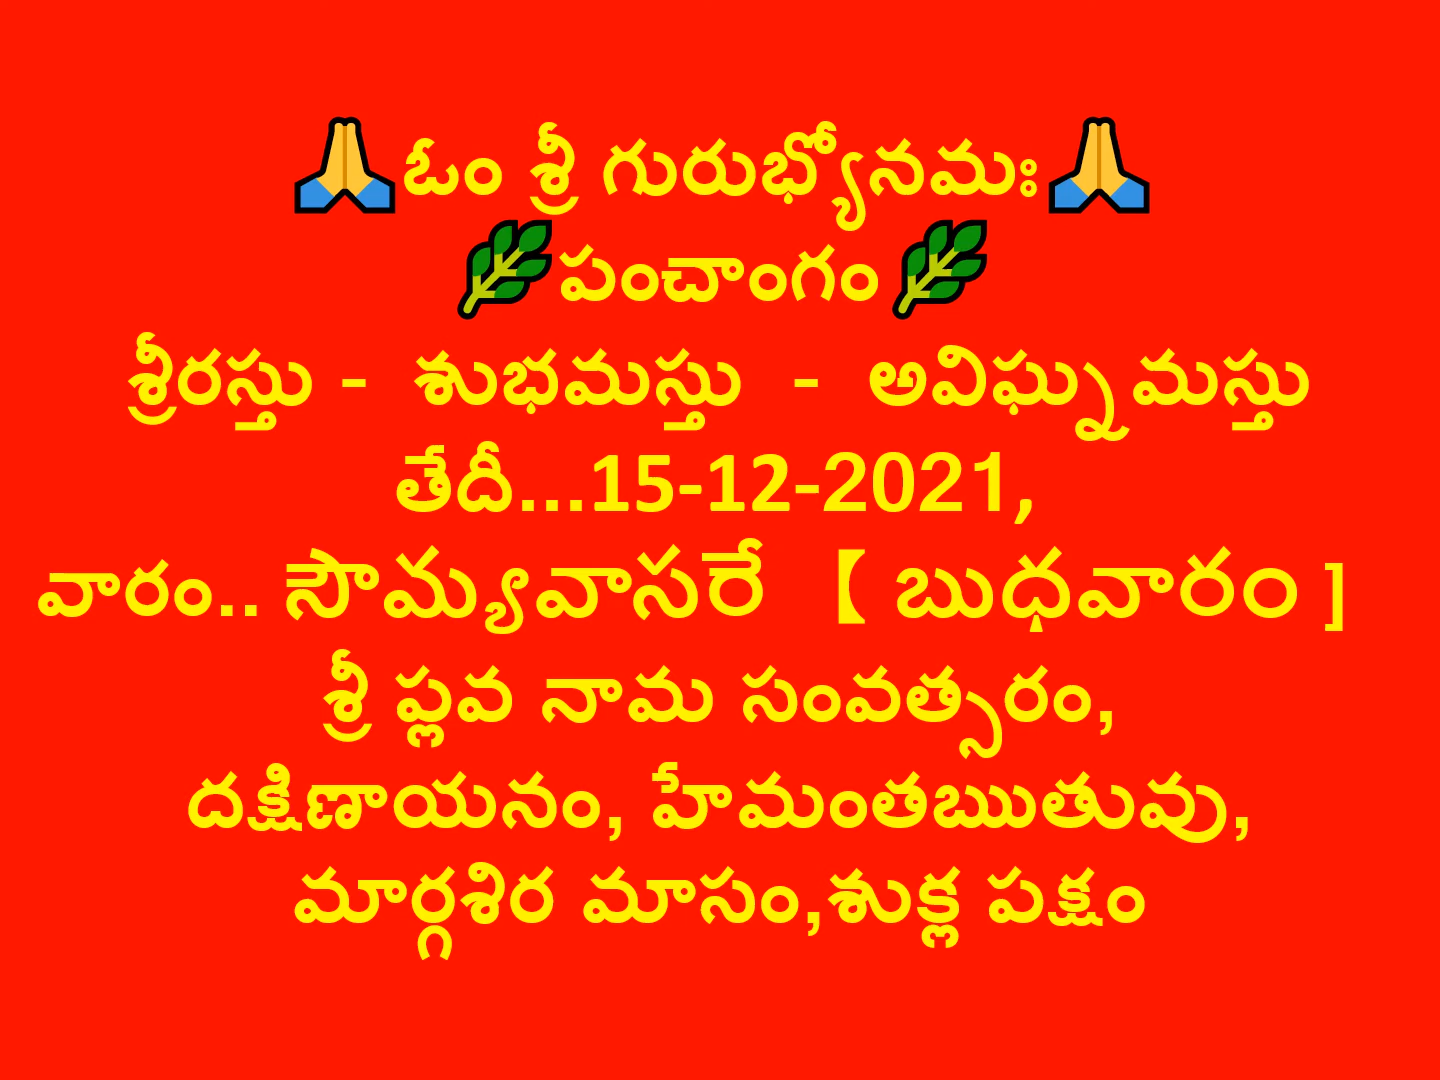 🙏ఓం శ్రీ గురుభ్యోనమః🙏
🌿పంచాంగం🌿
శ్రీరస్తు - శుభమస్తు - అవిఘ్నమస్తు
తేదీ...15-12-2021,
వారం.. సౌమ్యవాసరే 【 బుధవారం ]
శ్రీ ప్లవ నామ సంవత్సరం,
దక్షిణాయనం, హేమంతఋతువు,
మార్గశిర మాసం,శుక్ల పక్షం